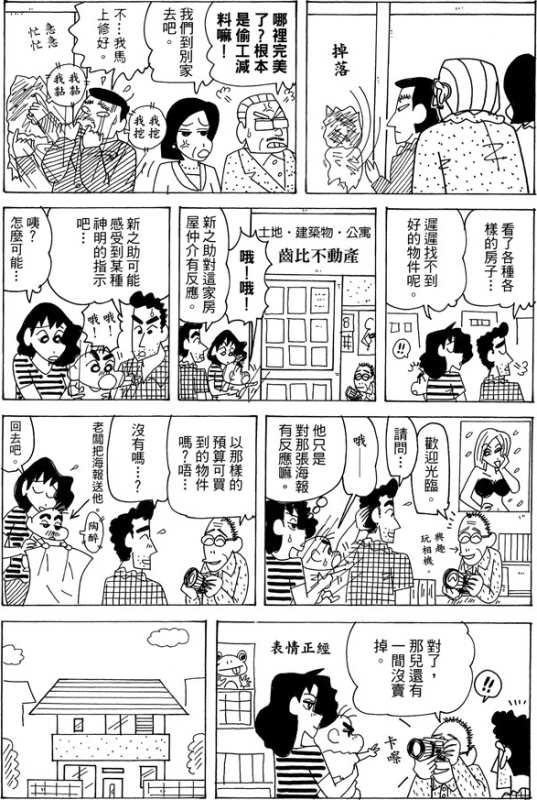 掉落
哪裡完美
了?根本
是偷工減
料嘛!
我們到別家
去吧。
不…我馬
上修好。
急急
忙忙
我黏
我黏
我挖
我挖
看了各種各
樣的房子…
遲遲找不到
好的物件呢。
!!
土地・建築物・公寓
齒比不動產
哦!哦!
新之助對這家房
屋仲介有反應。
新之助可能
感受到某種
神明的指示
吧…
哦!
哦!
咦?
怎麼可能…
歡迎光臨。
興趣
玩相機。
請問…
哦—
他只是
對那張海報
有反應嘛。
以那樣的
預算可買
到的物件
嗎?唔…
沒有嗎…?
老闆把海報送他。
陶醉
回去吧。
!!
對了,
那兒還有
一間沒賣
掉。
表情正經
卡嚓